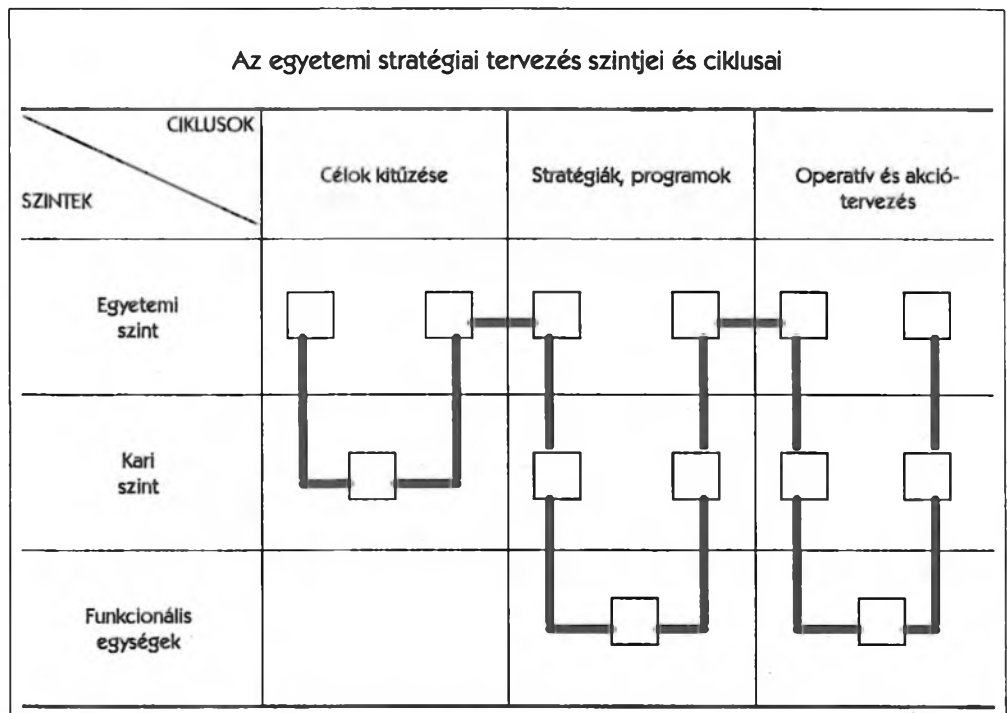 Az egyetemi stratégiai tervezés szintjei és ciklusai
CIKLUSOK
SZINTEK
Célok kitűzése
Stratégiák, programok
Operatív és akció-
tervezés
Egyetemi
szint
Kari
szint
Funkcionális
egységek